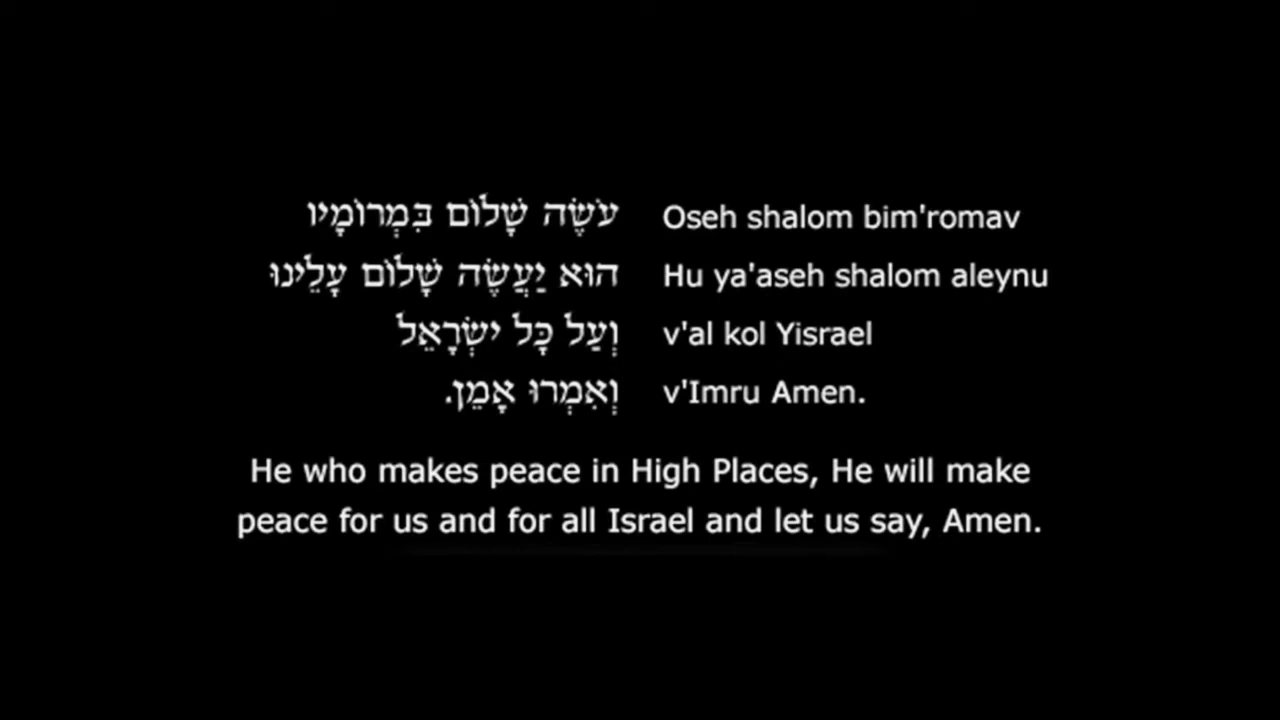 עֹשֶׂה שָׁלוֹם בִּמְרוֹמָיו Oseh shalom bim'romav
הוּא יַעֲשֶׂה שָׁלוֹם עָלֵינוּ Hu ya'aseh shalom aleynu
וְעַל כָּל יִשְׂרָאֵל v'al kol Yisrael
וְאִמְרוּ אָמֵן. v'Imru Amen.
He who makes peace in High Places, He will make
peace for us and for all Israel and let us say, Amen.